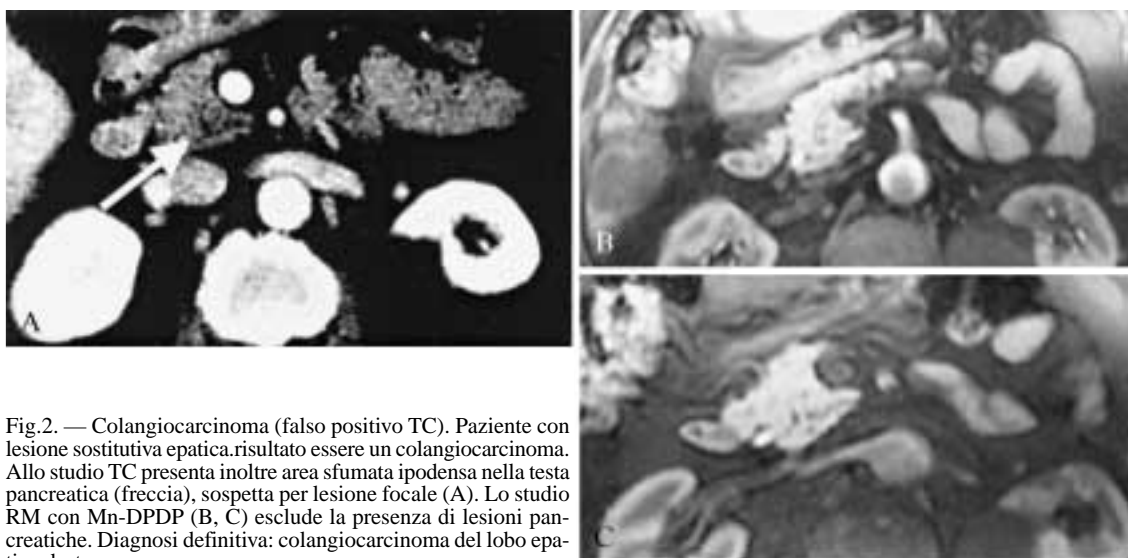 A
B
C
Fig.2. — Colangiocarcinoma (falso positivo TC). Paziente con
lesione sostitutiva epatica.risultato essere un colangiocarcinoma.
Allo studio TC presenta inoltre area sfumata ipodensa nella testa
pancreatica (freccia), sospetta per lesione focale (A). Lo studio
RM con Mn-DPDP (B, C) esclude la presenza di lesioni pan-
creatiche. Diagnosi definitiva: colangiocarcinoma del lobo epa-